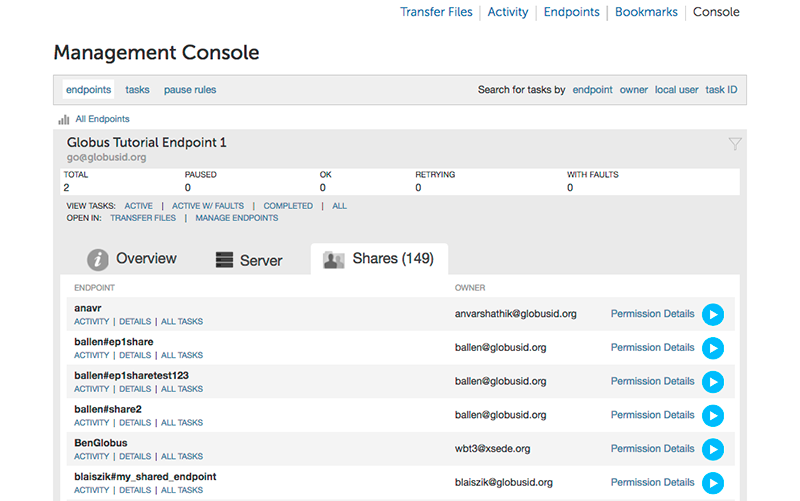 Transfer Files | Activity | Endpoints | Bookmarks | Console
Management Console
endpoints tasks pause rules Search for tasks by endpoint owner local user task ID
All Endpoints
Globus Tutorial Endpoint 1
go@globusid.org
TOTAL PAUSED OK RETRYING WITH FAULTS
2 0 0 0 0
VIEW TASKS: ACTIVE | ACTIVE W/ FAULTS | COMPLETED | ALL
OPEN IN: TRANSFER FILES | MANAGE ENDPOINTS
Overview Server Shares (149)
ENDPOINT OWNER
anavr anvarshathik@globusid.org Permission Details
ACTIVITY | DETAILS | ALL TASKS
ballen#ep1share ballen@globusid.org Permission Details
ACTIVITY | DETAILS | ALL TASKS
ballen#ep1sharetest123 ballen@globusid.org Permission Details
ACTIVITY | DETAILS | ALL TASKS
ballen#share2 ballen@globusid.org Permission Details
ACTIVITY | DETAILS | ALL TASKS
BenGlobus wbt3@xsede.org Permission Details
ACTIVITY | DETAILS | ALL TASKS
blaiszik#my_shared_endpoint blaiszik@globusid.org Permission Details
ACTIVITY | DETAILS | ALL TASKS